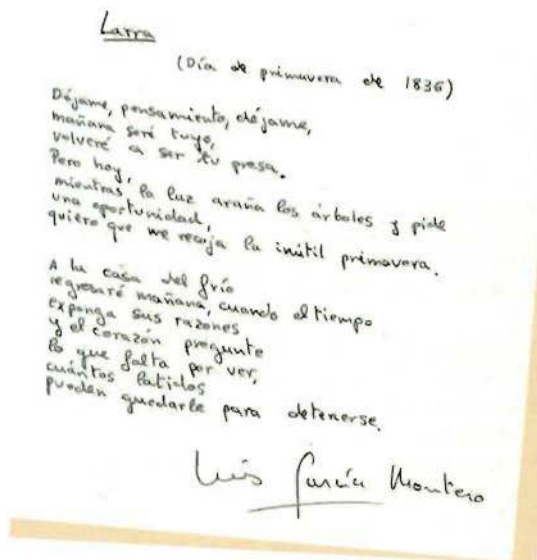 Larra
(Día de primavera de 1836)
Déjame, pensamiento, déjame,
mañana seré tuyo,
volveré a ser tu presa.
Pero hoy,
mientras la luz araña los árboles y pide
una oportunidad,
quiero que me recoja la inútil primavera.
A la casa del frío
regresaré mañana, cuando el tiempo
exponga sus razones
y el corazón pregunte
lo que falta por ver,
cuántos latidos
pueden quedarle para detenerse.
Luis García Montero